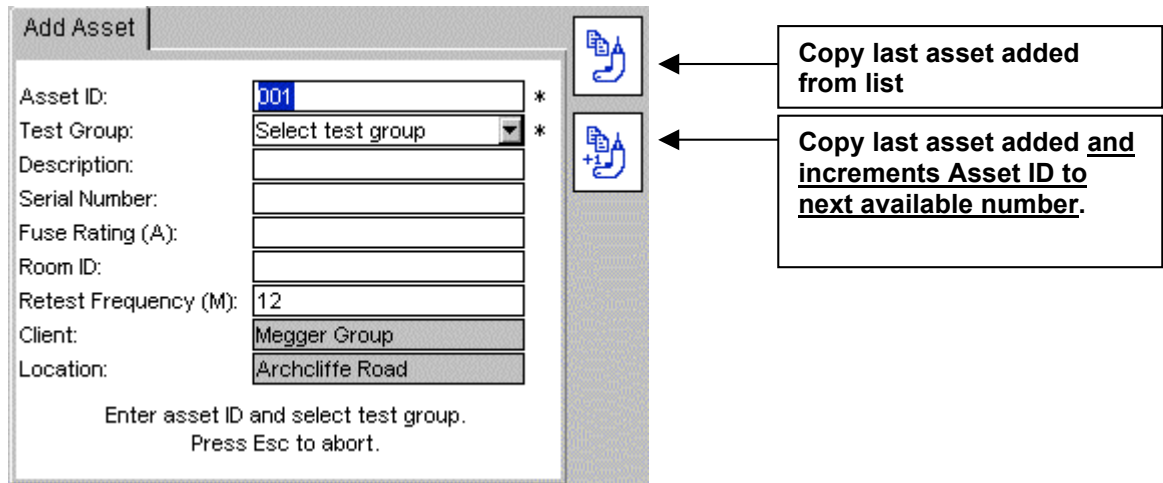 Add Asset
Asset ID: 001 *
Test Group: Select test group *
Description:
Serial Number:
Fuse Rating (A):
Room ID:
Retest Frequency (M): 12
Client: Megger Group
Location: Archcliffe Road
Enter asset ID and select test group.
Press Esc to abort.
+1
Copy last asset added
from list
Copy last asset added and
increments Asset ID to
next available number.